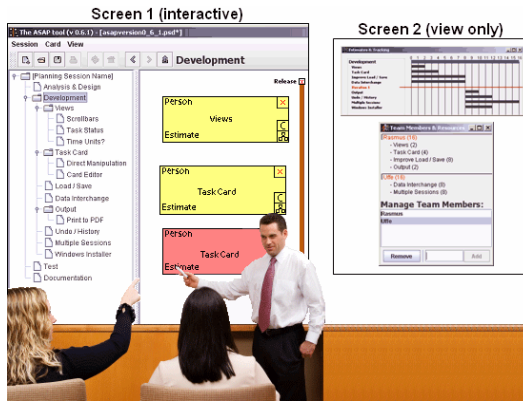 Screen 1 (interactive)
The ASAP tool (v 0.6.1) - [asapversion0_6_1.psd*]
Session Card View
Development
[Planning Session Name]
Analysis & Design
Development
Views
Scrollbars
Task Status
Time Units?
Task Card
Direct Manipulation
Card Editor
Load / Save
Data Interchange
Output
Print to PDF
Undo / History
Multiple Sessions
Windows Installer
Test
Documentation
Release
Person
Views
Estimate
Person
Task Card
Estimate
Person
Task Card
Estimate
Screen 2 (view only)
Estimates & Tracking
Development
Views
Task Card
Improve Load / Save
Data Interchange
Output
Undo / History
Multiple Sessions
Windows Installer
Team Members & Resources
Rasmus (16)
- Views (2)
- Task Card (4)
- Improve Load / Save (8)
- Output (2)
Uffe (16)
- Data Interchange (8)
- Multiple Sessions (8)
Manage Team Members:
Rasmus
Uffe
Remove
Add